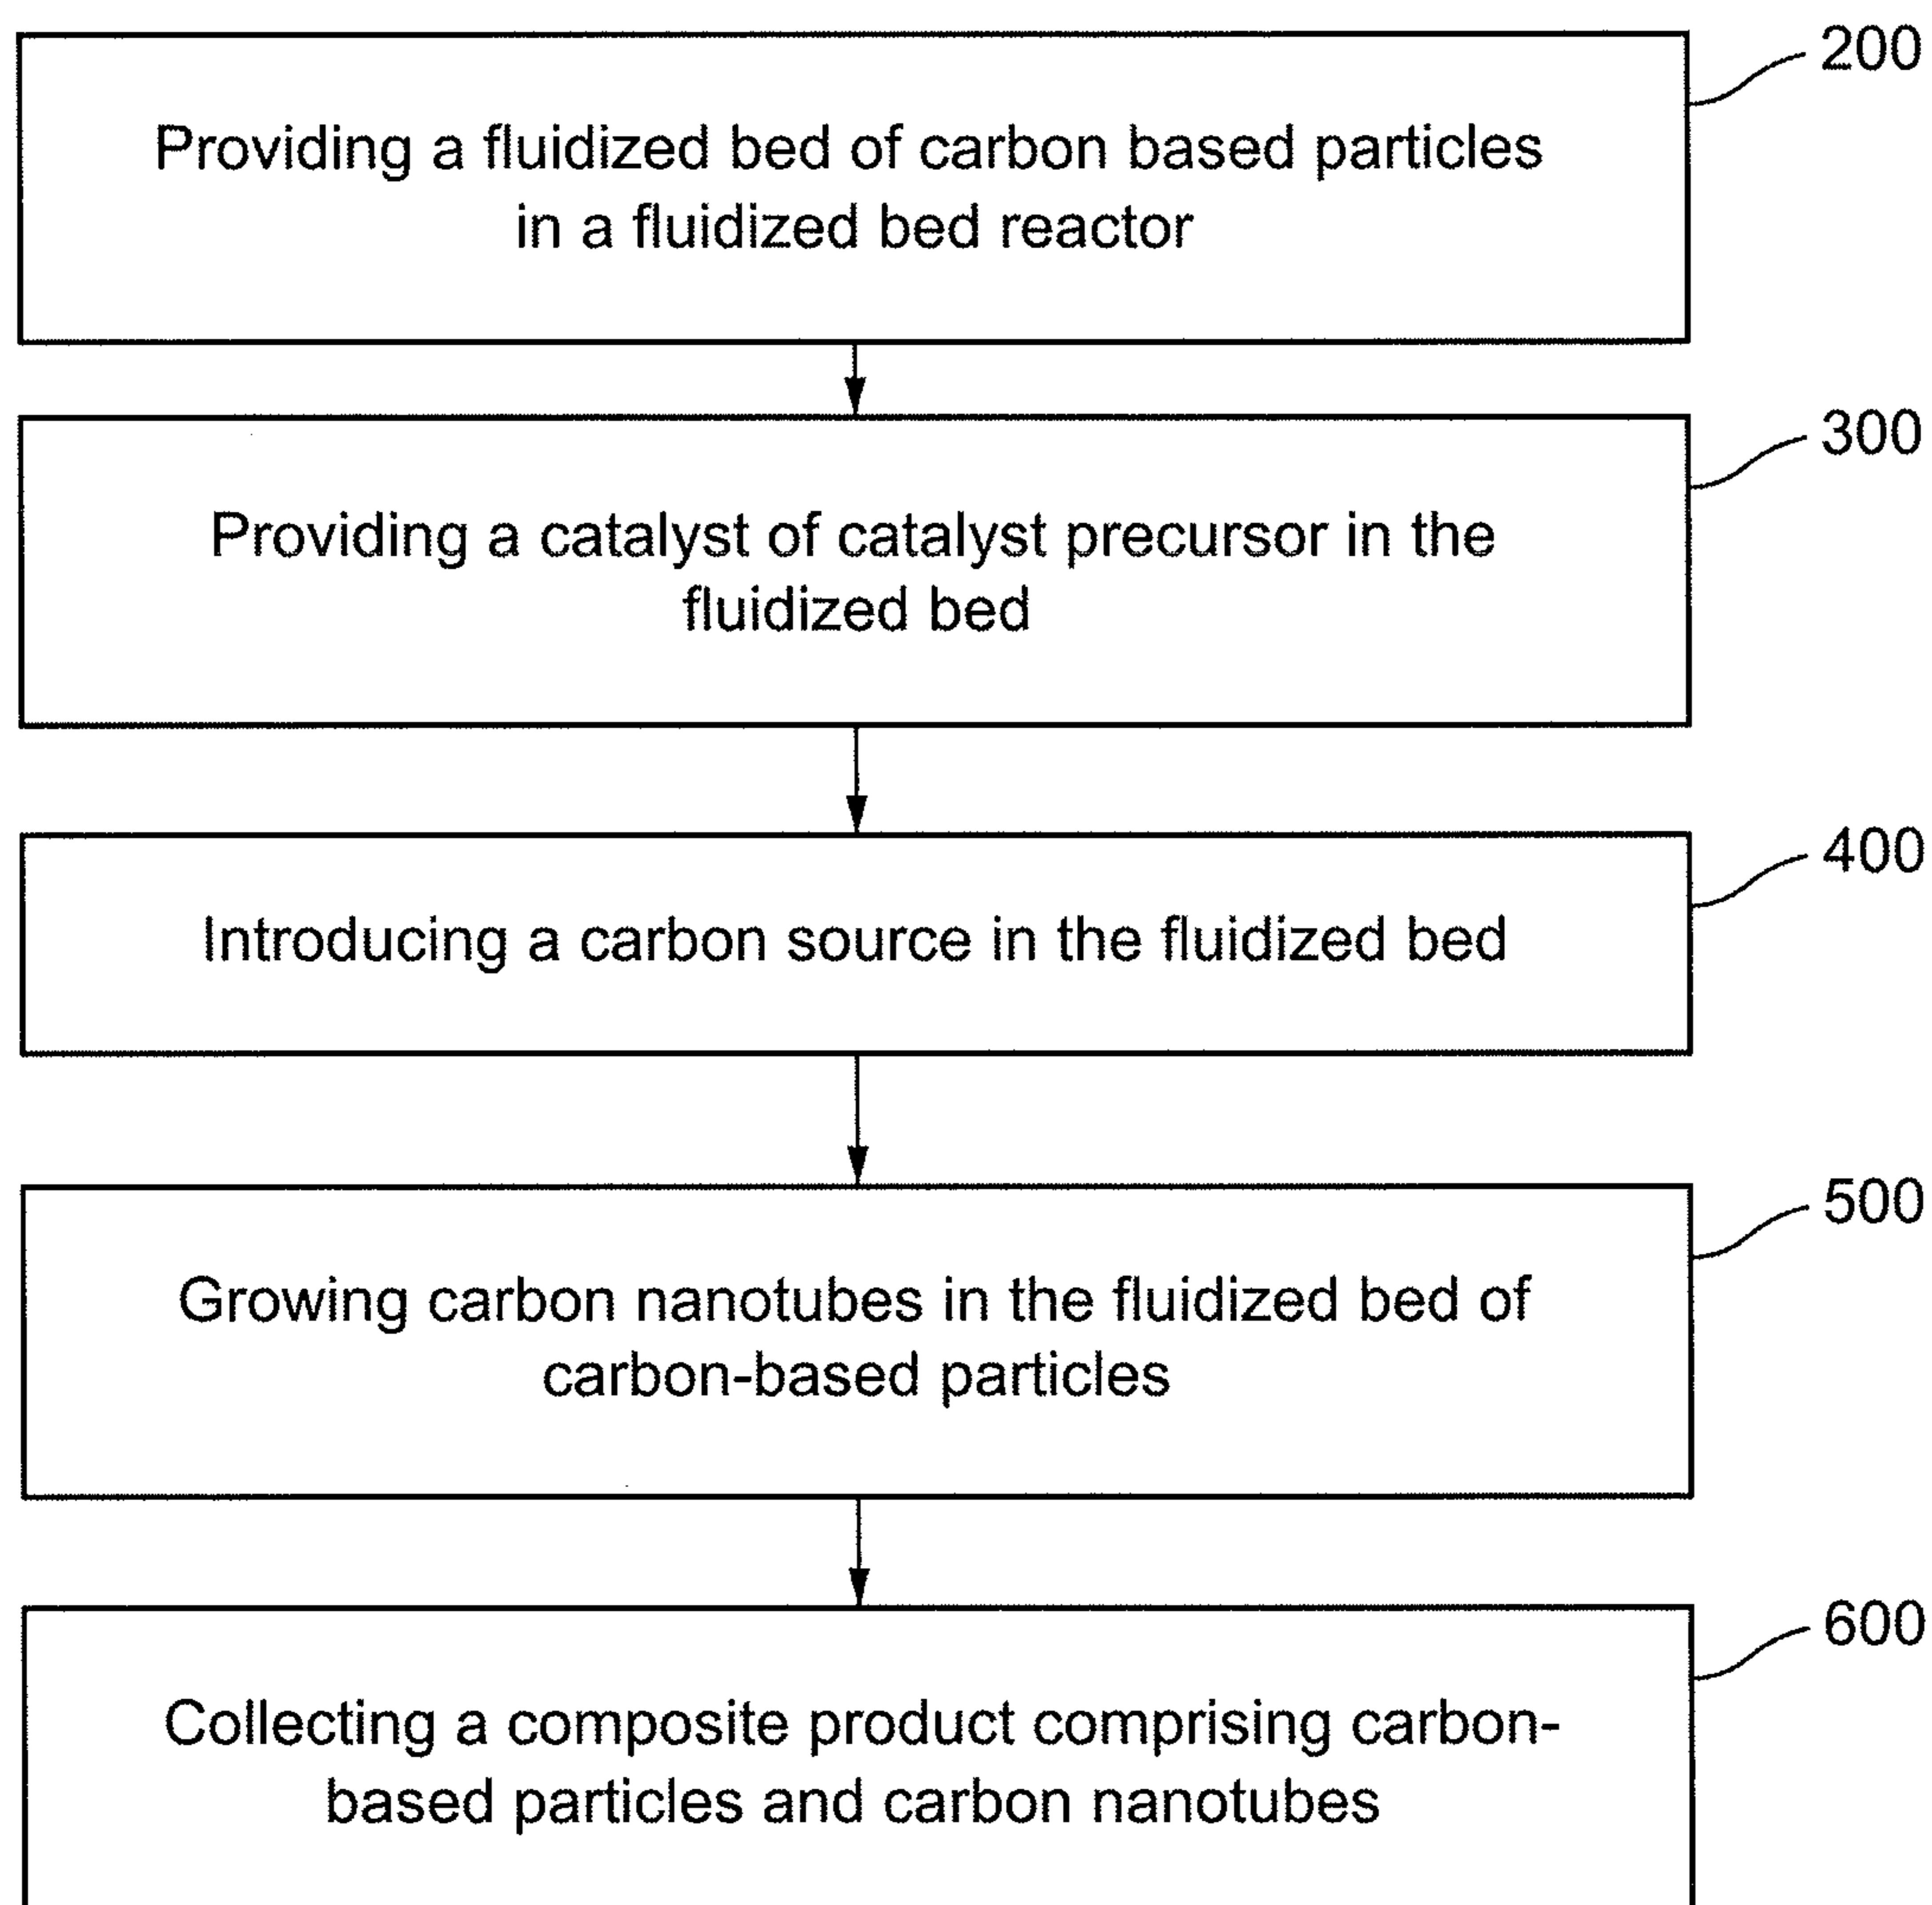 200
Providing a fluidized bed of carbon based particles
in a fluidized bed reactor
300
Providing a catalyst of catalyst precursor in the
fluidized bed
400
Introducing a carbon source in the fluidized bed
500
Growing carbon nanotubes in the fluidized bed of
carbon-based particles
600
Collecting a composite product comprising carbon-
based particles and carbon nanotubes